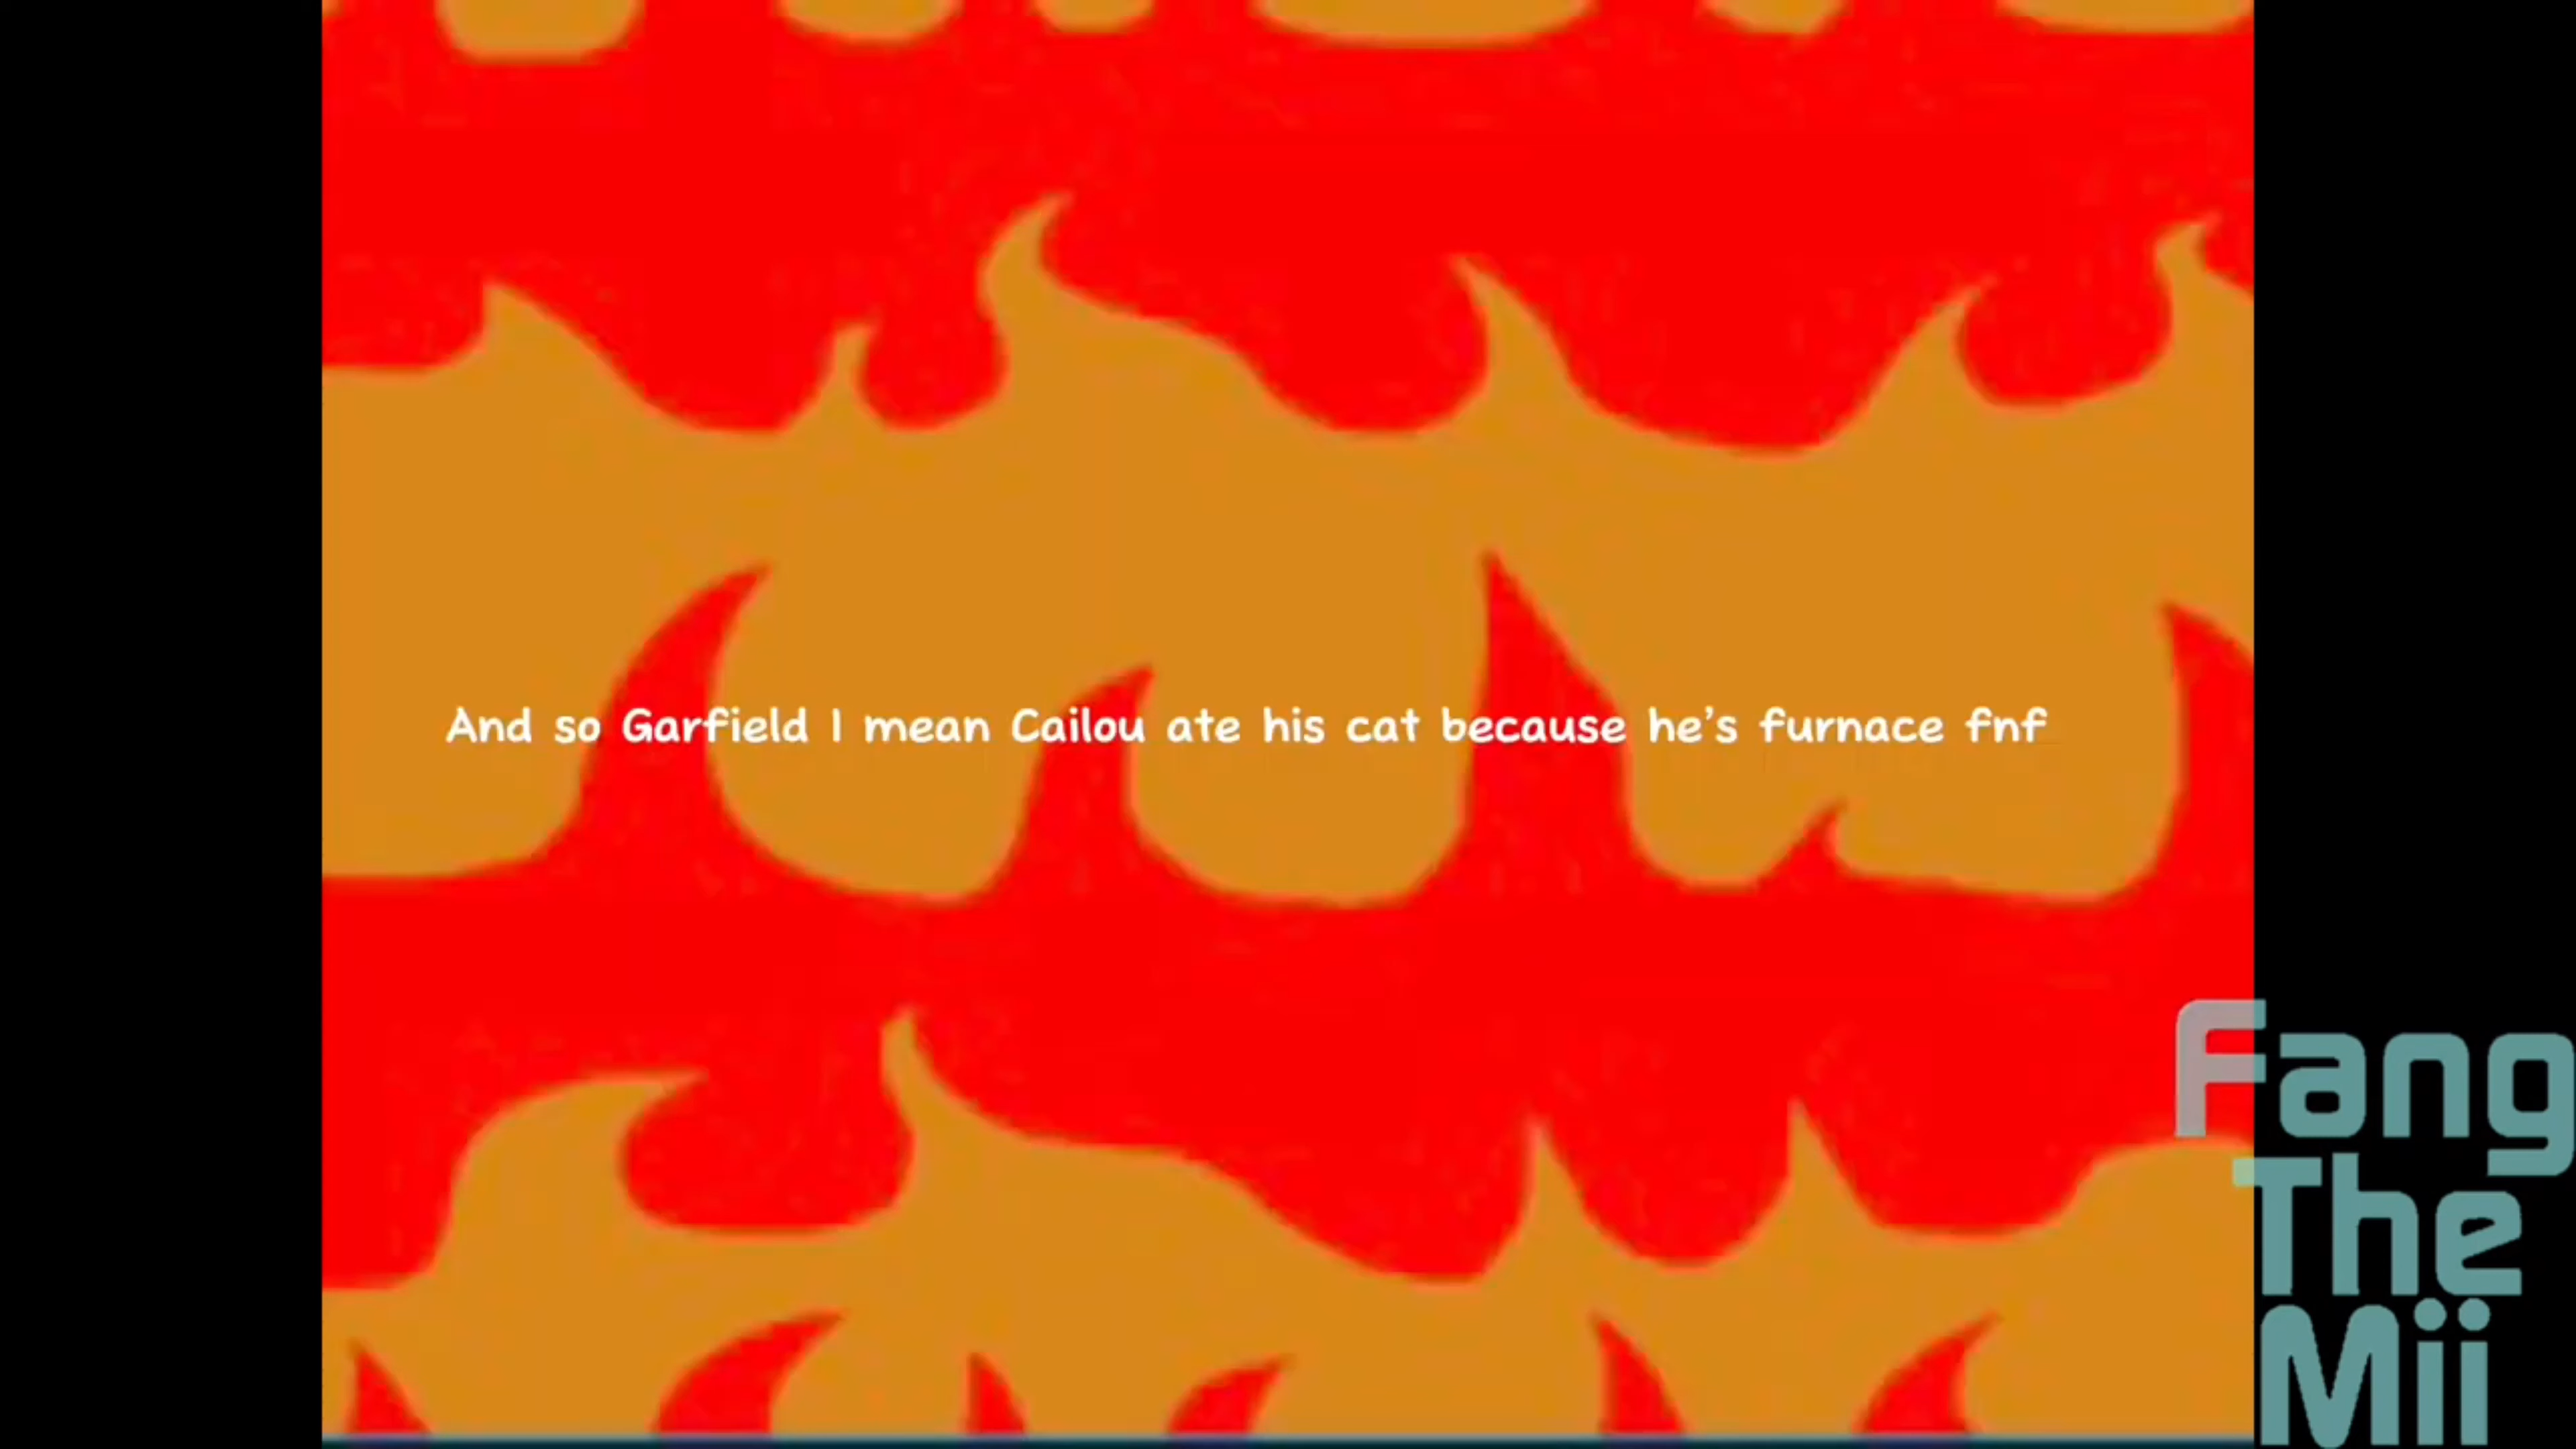 And so Garfield I mean Cailou ate his cat because he's furnace fnf
Fang
The
Mii